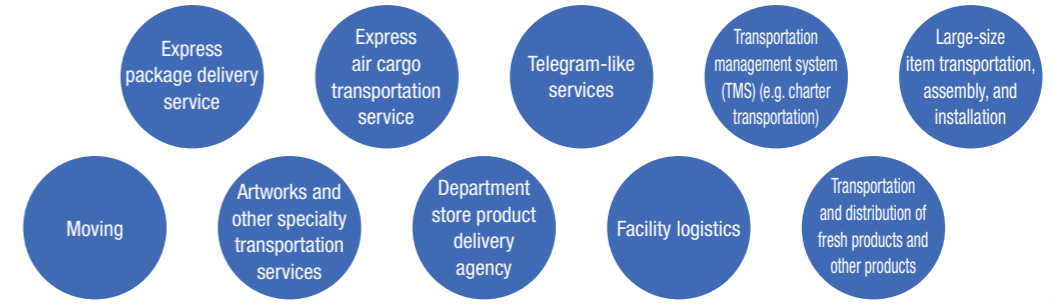 Express
package delivery
service
Express
air cargo
transportation
service
Telegram-like
services
Transportation
management system
(TMS) (e.g. charter
transportation)
Large-size
item transportation,
assembly, and
installation
Moving
Artworks and
other specialty
transportation
services
Department
store product
delivery
agency
Facility logistics
Transportation
and distribution of
fresh products and
other products